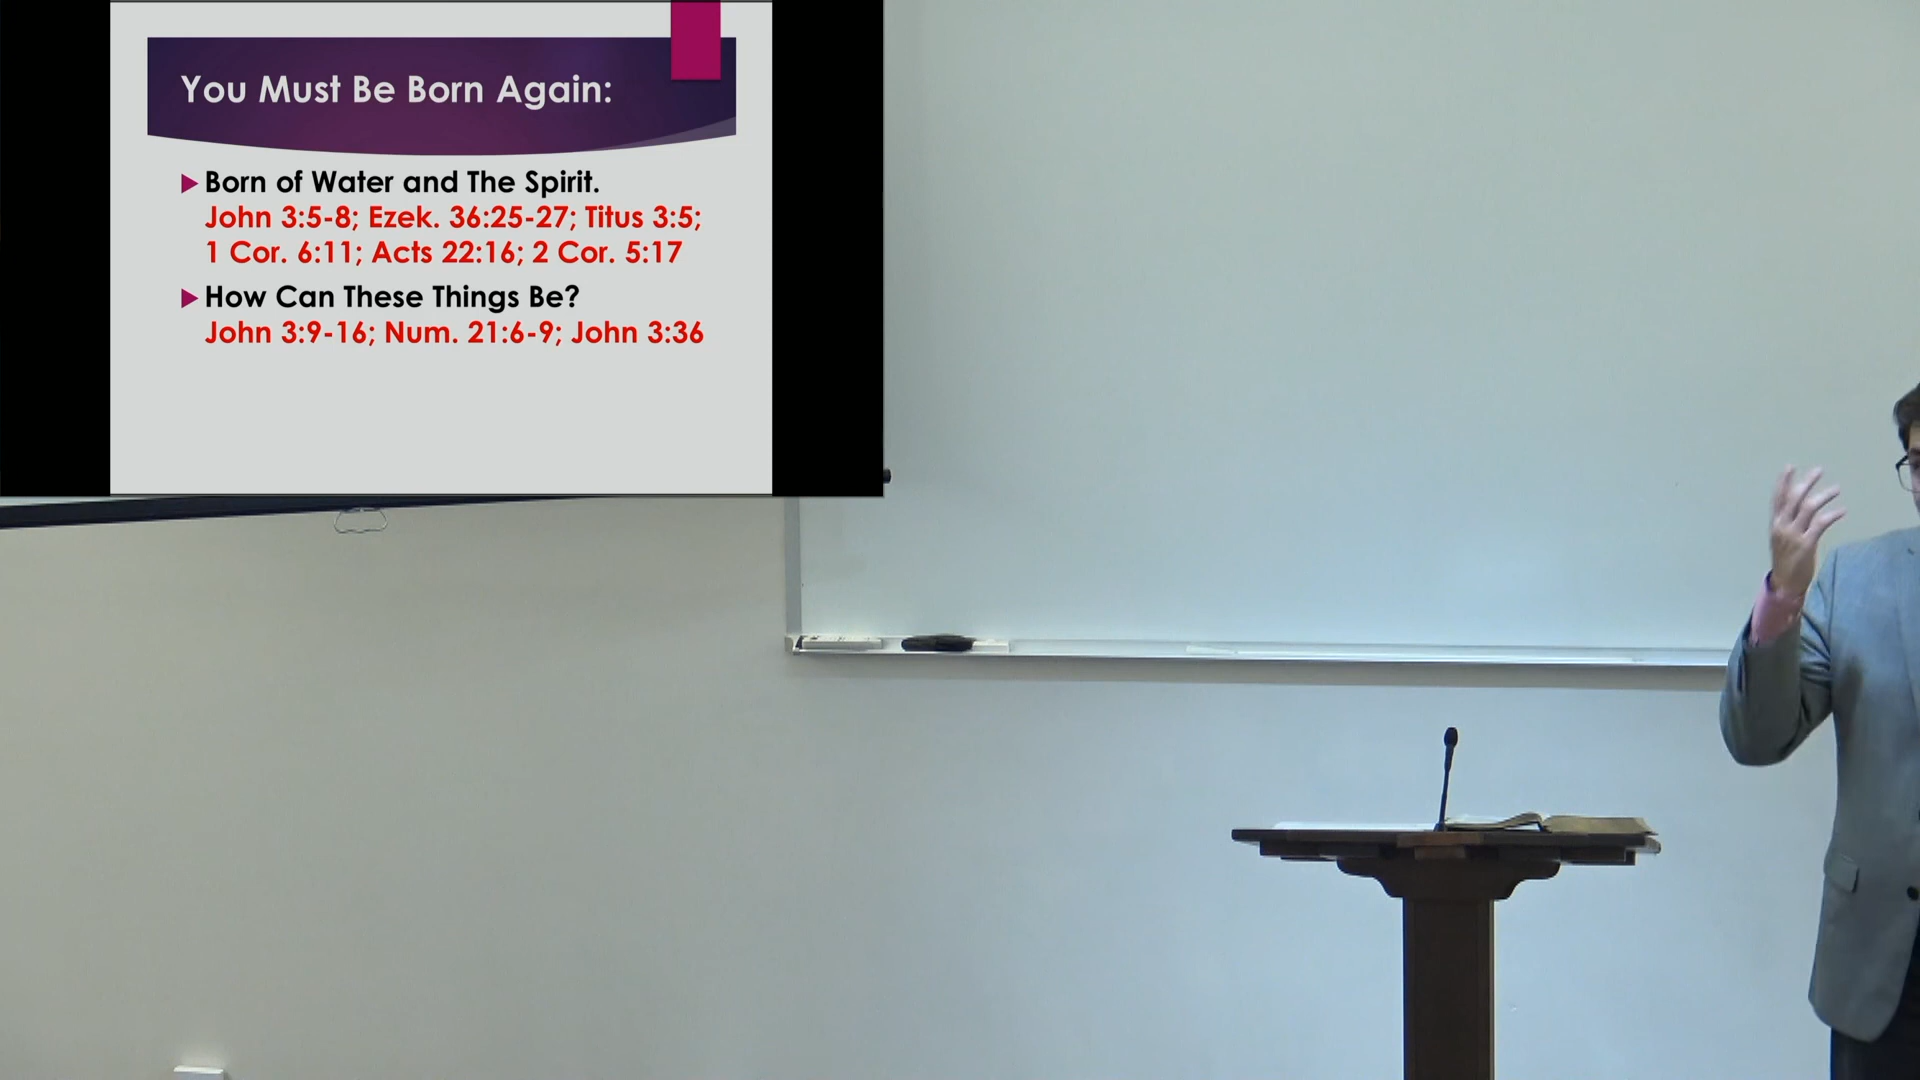 You Must Be Born Again:
Born of Water and The Spirit.
John 3:5-8; Ezek. 36:25-27; Titus 3:5;
1 Cor. 6:11; Acts 22:16; 2 Cor. 5:17
How Can These Things Be?
John 3:9-16; Num. 21:6-9; John 3:36